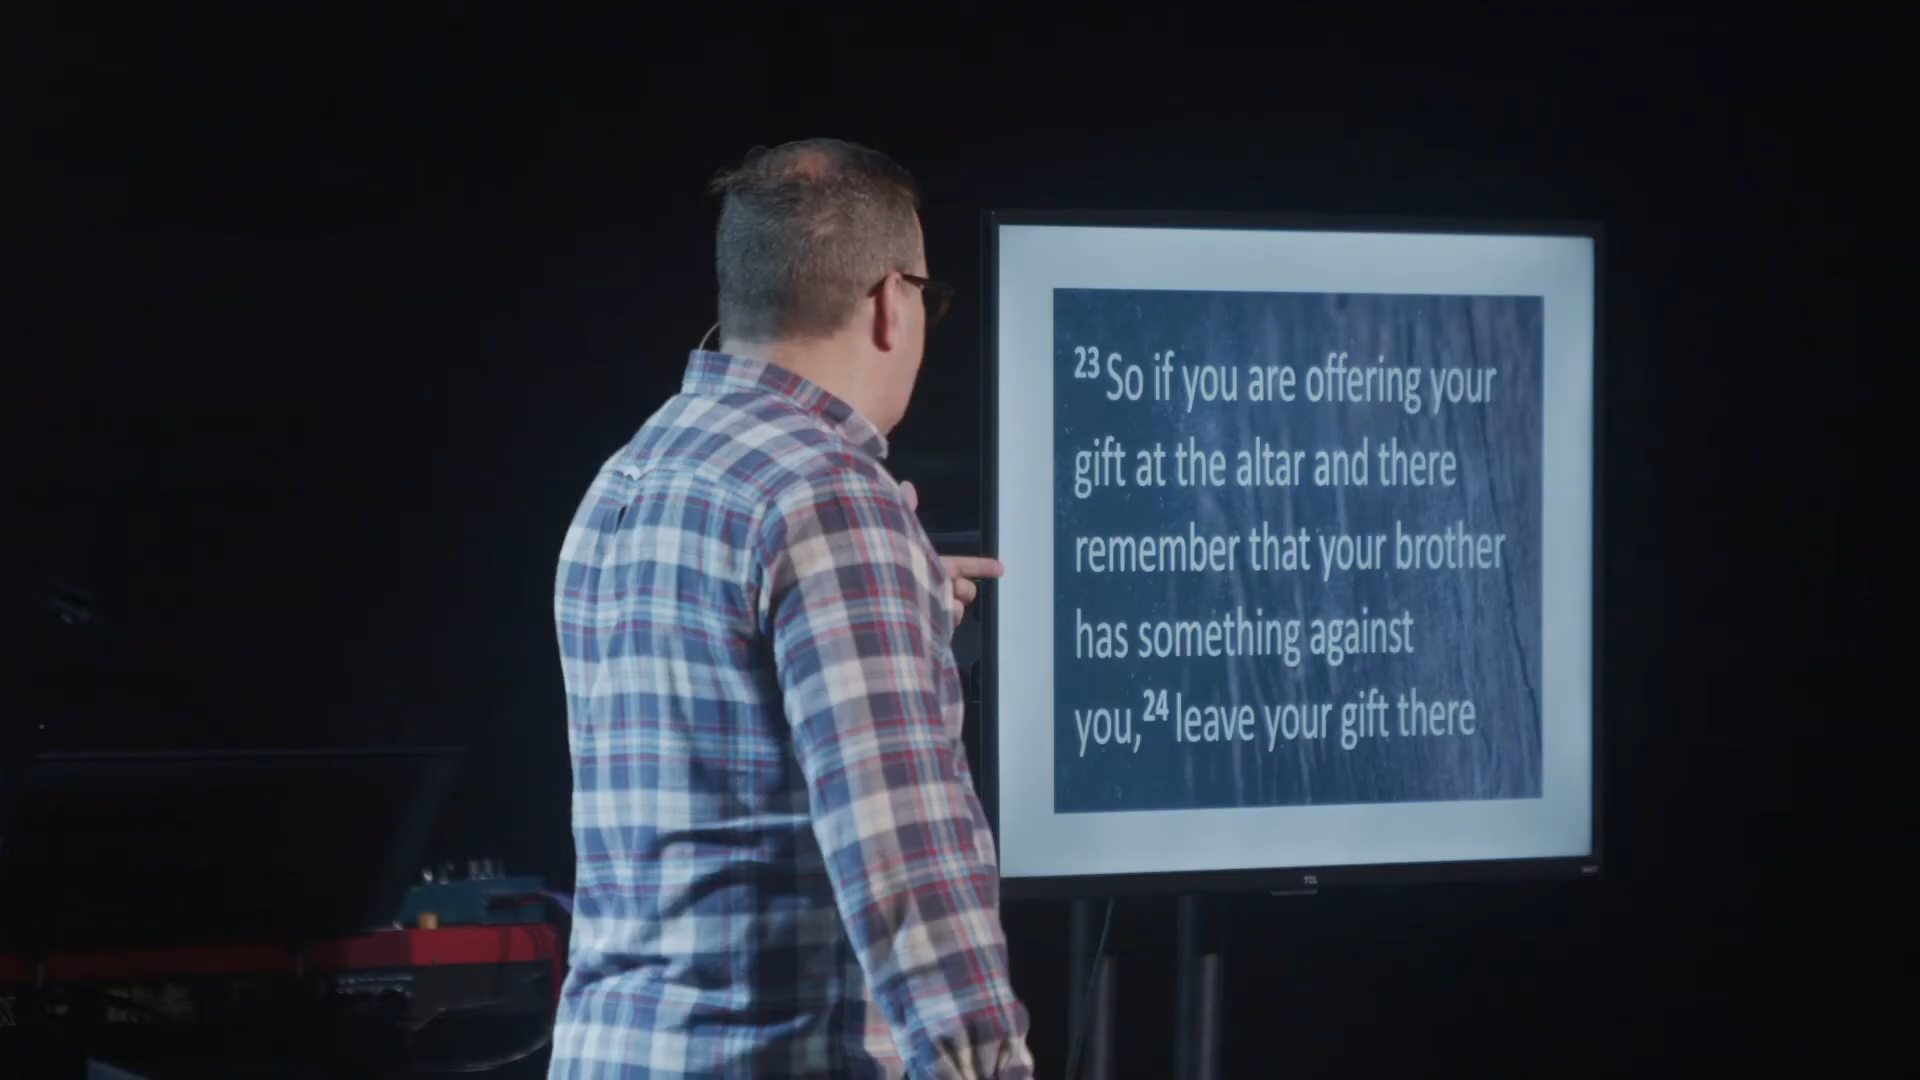 23 So if you are offering your
gift at the altar and there
remember that your brother
has something against
you,24 leave your gift there
TCL